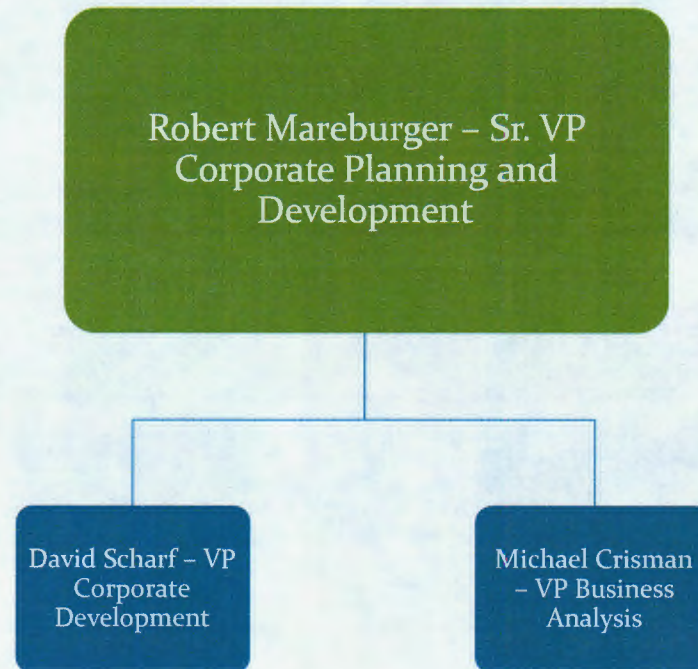 Robert Mareburger – Sr. VP
Corporate Planning and
Development
David Scharf – VP
Corporate
Development
Michael Crisman
– VP Business
Analysis